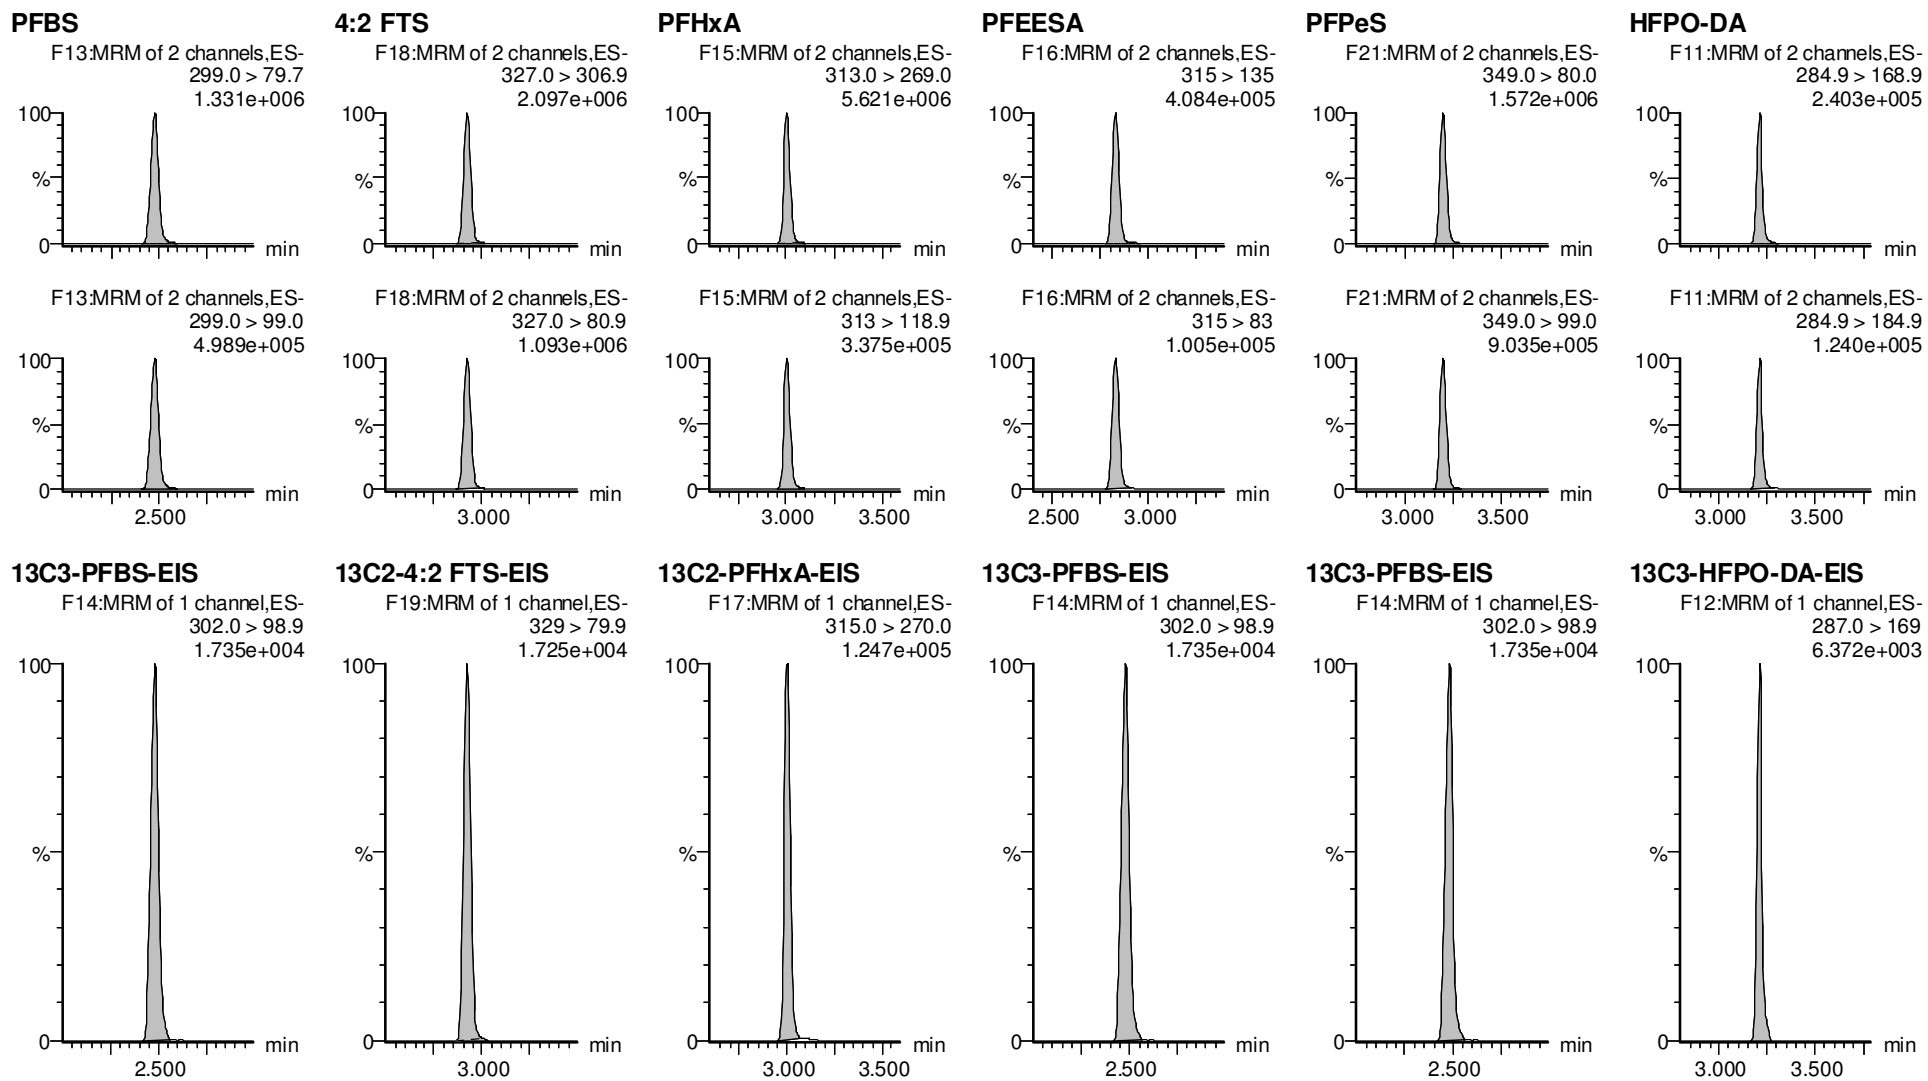 PFBS
F13:MRM of 2 channels,ES-
299.0 > 79.7
1.331e+006
100
%
0
min
F13:MRM of 2 channels,ES-
299.0 > 99.0
4.989e+005
100
%
0
min
2.500
4:2 FTS
F18:MRM of 2 channels,ES-
327.0 > 306.9
2.097e+006
100
%
0
min
F18:MRM of 2 channels,ES-
327.0 > 80.9
1.093e+006
100
%
0
min
3.000
PFHxA
F15:MRM of 2 channels,ES-
313.0 > 269.0
5.621e+006
100
%
0
min
F15:MRM of 2 channels,ES-
313 > 118.9
3.375e+005
100
%
0
min
3.000 3.500
PFEESA
F16:MRM of 2 channels,ES-
315 > 135
4.084e+005
100
%
0
min
F16:MRM of 2 channels,ES-
315 > 83
1.005e+005
100
%
0
min
2.500 3.000
PFPeS
F21:MRM of 2 channels,ES-
349.0 > 80.0
1.572e+006
100
%
0
min
F21:MRM of 2 channels,ES-
349.0 > 99.0
9.035e+005
100
%
0
min
3.000 3.500
HFPO-DA
F11:MRM of 2 channels,ES-
284.9 > 168.9
2.403e+005
100
%
0
min
F11:MRM of 2 channels,ES-
284.9 > 184.9
1.240e+005
100
%
0
min
3.000 3.500
13C3-PFBS-EIS
F14:MRM of 1 channel,ES-
302.0 > 98.9
1.735e+004
100
%
0
min
2.500
13C2-4:2 FTS-EIS
F19:MRM of 1 channel,ES-
329 > 79.9
1.725e+004
100
%
0
min
3.000
13C2-PFHxA-EIS
F17:MRM of 1 channel,ES-
315.0 > 270.0
1.247e+005
100
%
0
min
3.000 3.500
13C3-PFBS-EIS
F14:MRM of 1 channel,ES-
302.0 > 98.9
1.735e+004
100
%
0
min
2.500
13C3-PFBS-EIS
F14:MRM of 1 channel,ES-
302.0 > 98.9
1.735e+004
100
%
0
min
2.500
13C3-HFPO-DA-EIS
F12:MRM of 1 channel,ES-
287.0 > 169
6.372e+003
100
%
0
min
3.000 3.500